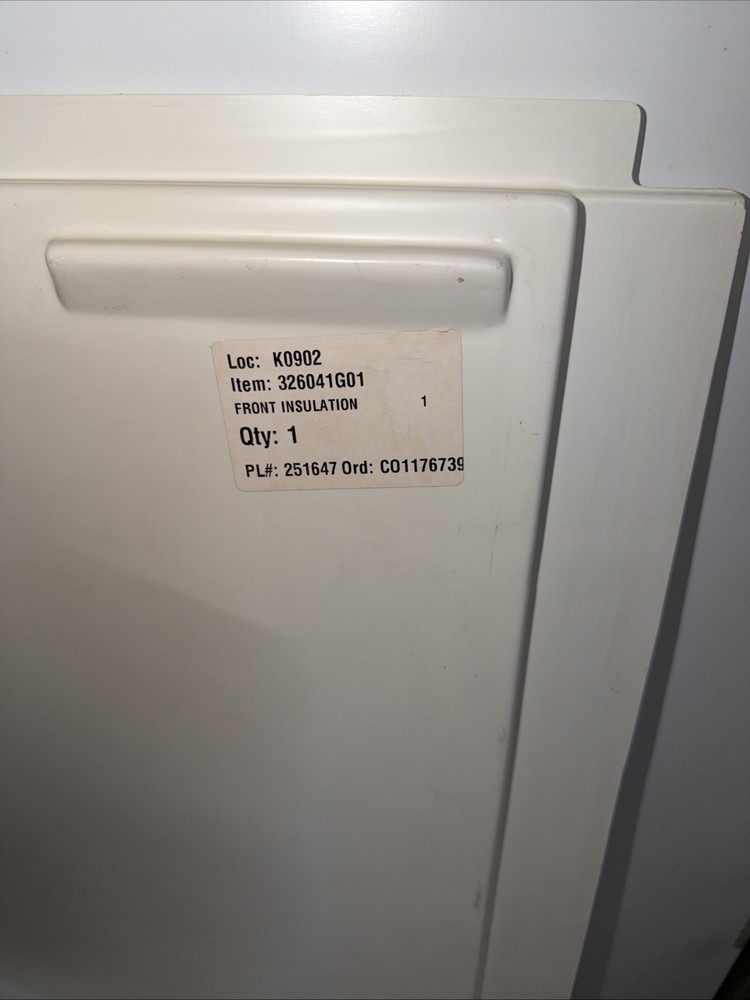 Loc: K0902
Item: 326041G01
FRONT INSULATION 1
Qty: 1
PL#: 251647 Ord: CO1176739